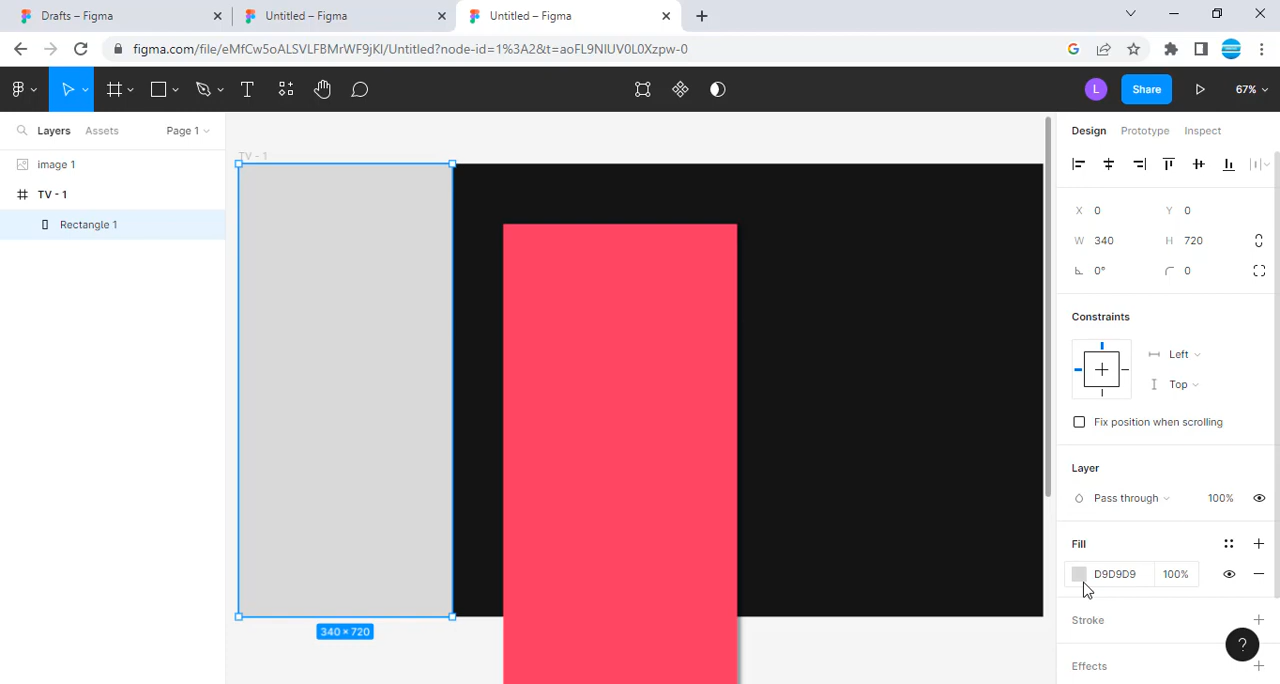 Drafts – Figma
Untitled – Figma
Untitled – Figma
figma.com/file/eMfCw5oALSVLFBMrWF9jKI/Untitled?node-id=1%3A2&t=aoFL9NIUV0L0Xzpw-0
L
Share
67%
Layers
Assets
Page 1
Design
Prototype
Inspect
image 1
TV - 1
Rectangle 1
TV - 1
340 × 720
X 0
Y 0
W 340
H 720
0°
0
Constraints
Left
Top
Fix position when scrolling
Layer
Pass through
100%
Fill
D9D9D9
100%
Stroke
?
Effects